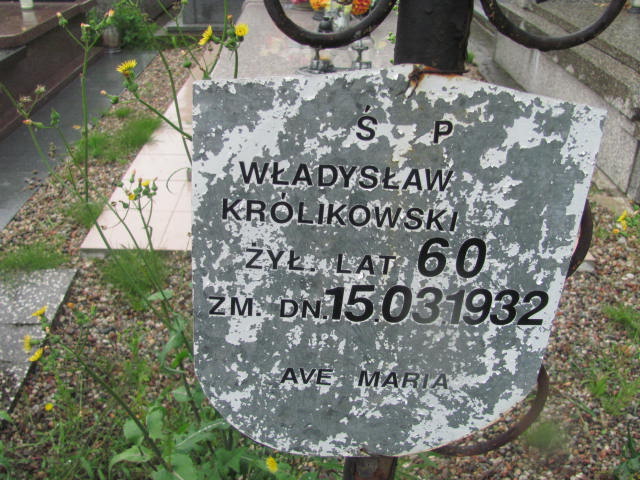 Ś P
WŁADYSŁAW
KRÓLIKOWSKI
ŻYŁ. LAT 60
ZM. DN. 15.03.1932
AVE MARIA